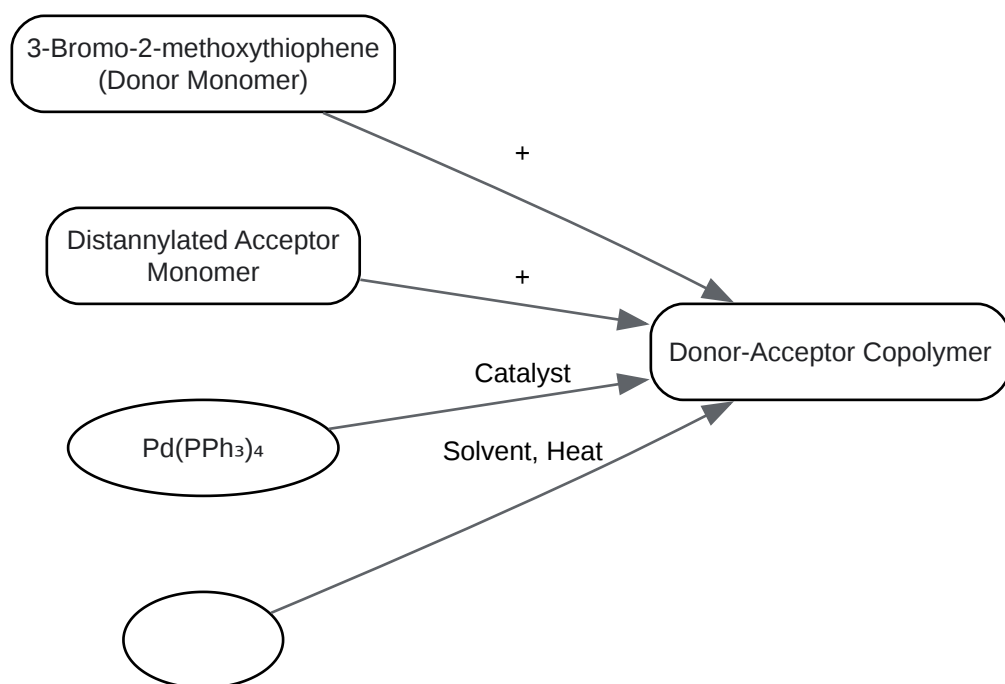 3-Bromo-2-methoxythiophene
(Donor Monomer)
+
Distannylated Acceptor
Monomer
+
Donor-Acceptor Copolymer
Catalyst
Pd(PPh₃)₄
Solvent, Heat